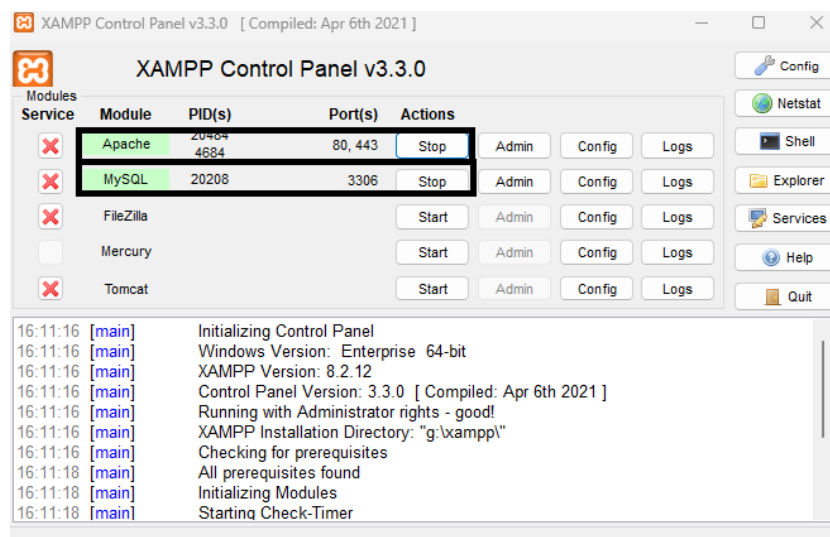 XAMPP Control Panel v3.3.0 [ Compiled: Apr 6th 2021 ]
XAMPP Control Panel v3.3.0
Config
Modules
Service Module PID(s) Port(s) Actions
Netstat
Apache 20484 4684 80, 443 Stop Admin Config Logs
Shell
MySQL 20208 3306 Stop Admin Config Logs
Explorer
FileZilla Start Admin Config Logs
Services
Mercury Start Admin Config Logs
Help
Tomcat Start Admin Config Logs
Quit
16:11:16 [main] Initializing Control Panel
16:11:16 [main] Windows Version: Enterprise 64-bit
16:11:16 [main] XAMPP Version: 8.2.12
16:11:16 [main] Control Panel Version: 3.3.0 [ Compiled: Apr 6th 2021 ]
16:11:16 [main] Running with Administrator rights - good!
16:11:16 [main] XAMPP Installation Directory: "g:\xampp\"
16:11:16 [main] Checking for prerequisites
16:11:18 [main] All prerequisites found
16:11:18 [main] Initializing Modules
16:11:18 [main] Starting Check-Timer